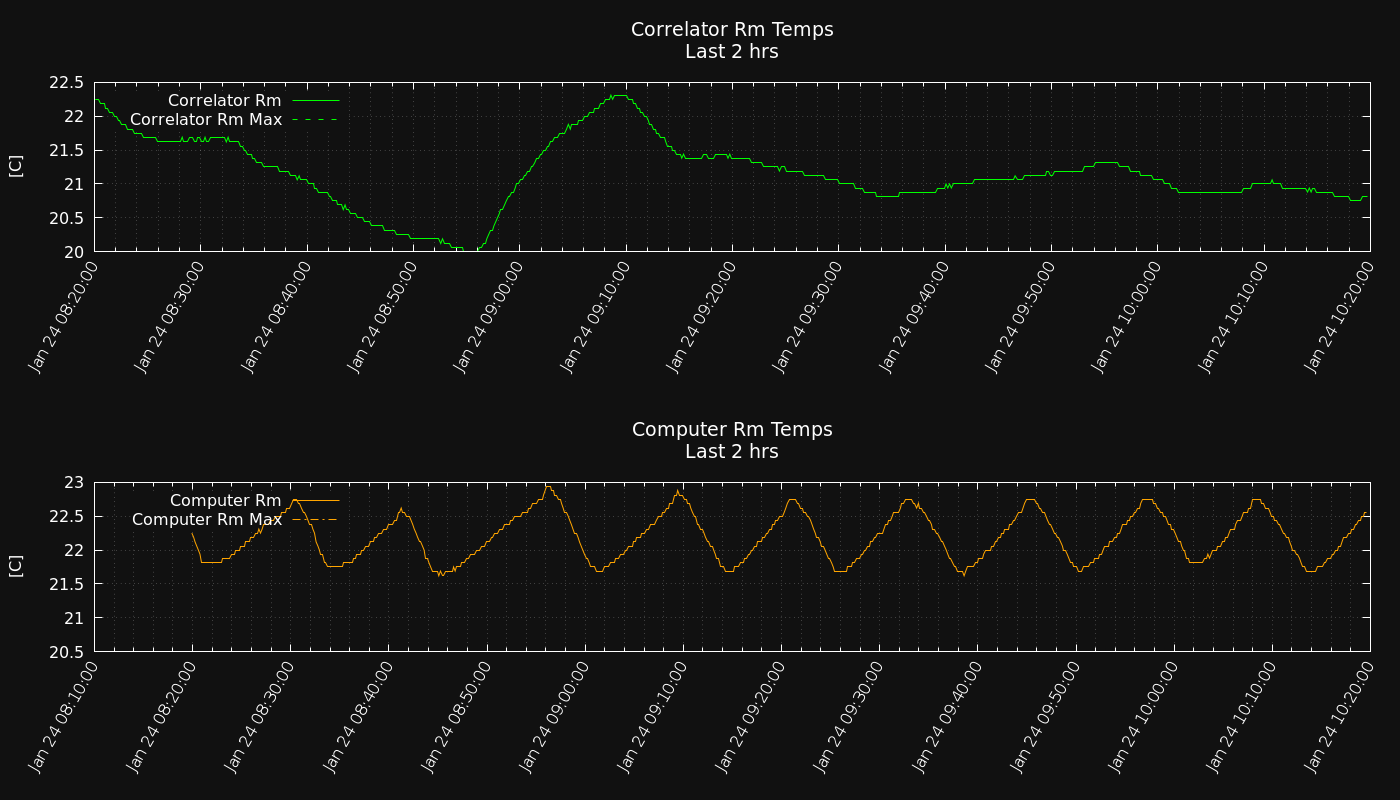 Correlator Rm Temps
Last 2 hrs
Correlator Rm
Correlator Rm Max
[C]
22.5
22
21.5
21
20.5
20
Jan 24 08:20:00
Jan 24 08:30:00
Jan 24 08:40:00
Jan 24 08:50:00
Jan 24 09:00:00
Jan 24 09:10:00
Jan 24 09:20:00
Jan 24 09:30:00
Jan 24 09:40:00
Jan 24 09:50:00
Jan 24 10:00:00
Jan 24 10:10:00
Jan 24 10:20:00
Computer Rm Temps
Last 2 hrs
Computer Rm
Computer Rm Max
[C]
23
22.5
22
21.5
21
20.5
Jan 24 08:10:00
Jan 24 08:20:00
Jan 24 08:30:00
Jan 24 08:40:00
Jan 24 08:50:00
Jan 24 09:00:00
Jan 24 09:10:00
Jan 24 09:20:00
Jan 24 09:30:00
Jan 24 09:40:00
Jan 24 09:50:00
Jan 24 10:00:00
Jan 24 10:10:00
Jan 24 10:20:00